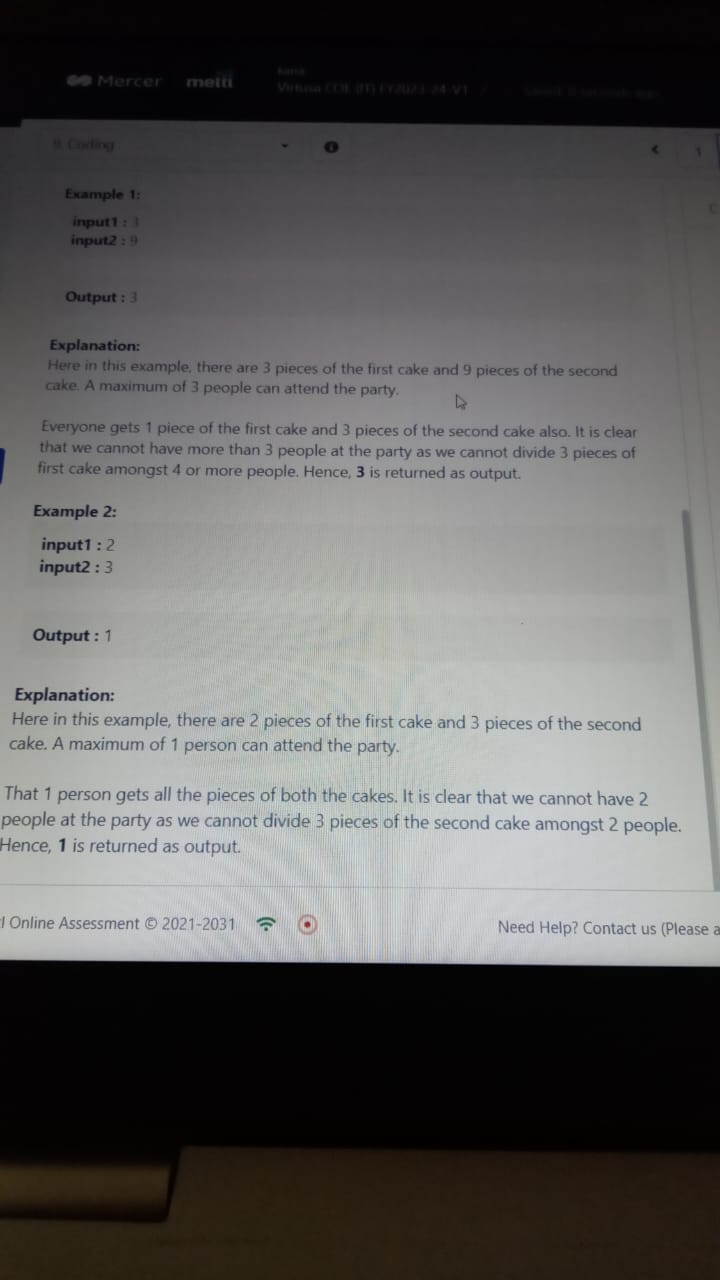 Mercer mettl
Virtusa COE (IT) FY2023-24-V1
9. Coding
1
Example 1:
input1 : 3
input2 : 9
Output : 3
Explanation:
Here in this example, there are 3 pieces of the first cake and 9 pieces of the second
cake. A maximum of 3 people can attend the party.
Everyone gets 1 piece of the first cake and 3 pieces of the second cake also. It is clear
that we cannot have more than 3 people at the party as we cannot divide 3 pieces of
first cake amongst 4 or more people. Hence, 3 is returned as output.
Example 2:
input1 : 2
input2 : 3
Output : 1
Explanation:
Here in this example, there are 2 pieces of the first cake and 3 pieces of the second
cake. A maximum of 1 person can attend the party.
That 1 person gets all the pieces of both the cakes. It is clear that we cannot have 2
people at the party as we cannot divide 3 pieces of the second cake amongst 2 people.
Hence, 1 is returned as output.
l Online Assessment © 2021-2031
Need Help? Contact us (Please a